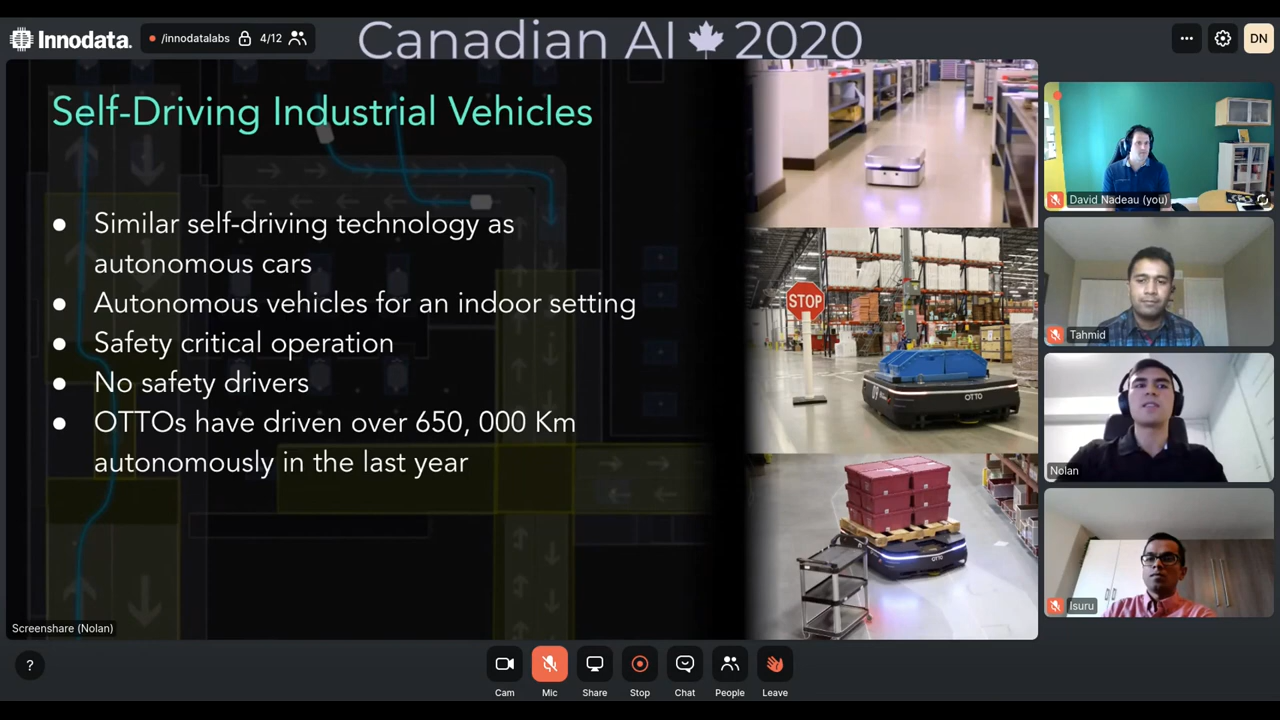 Canadian AI 2020
Innodata.
/innodatalabs
4/12
DN
Self-Driving Industrial Vehicles
● Similar self-driving technology as
autonomous cars
● Autonomous vehicles for an indoor setting
● Safety critical operation
● No safety drivers
● OTTOs have driven over 650, 000 Km
autonomously in the last year
STOP
OTTO
OTTO
Screenshare (Nolan)
David Nadeau (you)
Tahmid
Nolan
Isuru
?
Cam
Mic
Share
Stop
Chat
People
Leave